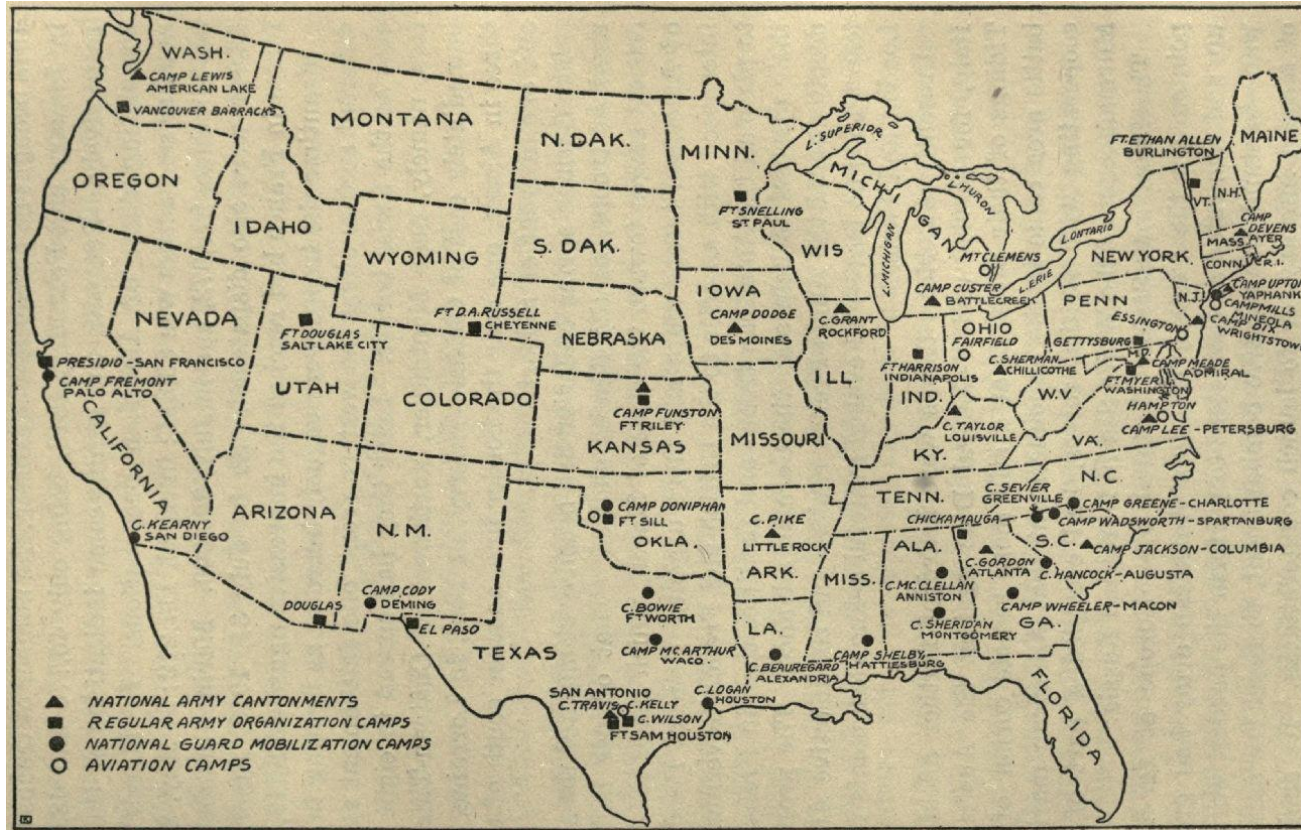 WASH.
CAMP LEWIS
AMERICAN LAKE
VANCOUVER BARRACKS
OREGON
IDAHO
MONTANA
WYOMING
N. DAK.
S. DAK.
NEBRASKA
MINN.
FT SNELLING
ST PAUL
L. SUPERIOR
MICHIGAN
L. HURON
L. MICHIGAN
WIS
IOWA
CAMP DODGE
DES MOINES
C. GRANT
ROCKFORD
ILL.
MT CLEMENS
CAMP CUSTER
BATTLECREEK
L. ERIE
L. ONTARIO
NEW YORK.
FT. ETHAN ALLEN
BURLINGTON
VT.
N.H.
MAINE
CAMP
DEVENS
AYER
MASS
CONN.
R.I.
CAMP UPTON
YAPHANK
CAMP MILLS
MINEOLA
CAMP DIX
WRIGHTSTOWN
N.J.
PENN
ESSINGTON
GETTYSBURG
MD.
CAMP MEADE
ADMIRAL
FT MYER
WASHINGTON
HAMPTON
CAMP LEE - PETERSBURG
VA.
W.V
OHIO
FAIRFIELD
C. SHERMAN
CHILLICOTHE
FT HARRISON
INDIANAPOLIS
IND.
C. TAYLOR
LOUISVILLE
KY.
NEVADA
UTAH
FT DOUGLAS
SALT LAKE CITY
FT D.A. RUSSELL
CHEYENNE
COLORADO
CAMP FUNSTON
FT RILEY
KANSAS
MISSOURI
PRESIDIO - SAN FRANCISCO
CAMP FREMONT
PALO ALTO
CALIFORNIA
C. KEARNY
SAN DIEGO
ARIZONA
DOUGLAS
N. M.
CAMP CODY
DEMING
EL PASO
TEXAS
CAMP DONIPHAN
FT SILL
OKLA.
C. PIKE
LITTLE ROCK
ARK.
TENN.
C. SEVIER
GREENVILLE
N.C.
CAMP GREENE - CHARLOTTE
CAMP WADSWORTH - SPARTANBURG
S.C.
CAMP JACKSON - COLUMBIA
CHICKAMAUGA
C. GORDON
ATLANTA
C. HANCOCK - AUGUSTA
CAMP WHEELER - MACON
GA.
ALA.
C. MC. CLELLAN
ANNISTON
C. SHERIDAN
MONTGOMERY
MISS.
CAMP SHELBY
HATTIESBURG
LA.
C. BEAUREGARD
ALEXANDRIA
C. BOWIE
FT WORTH
CAMP MC ARTHUR
WACO.
SAN ANTONIO
C. TRAVIS
C. KELLY
C. WILSON
FT SAM HOUSTON
C. LOGAN
HOUSTON
FLORIDA
NATIONAL ARMY CANTONMENTS
REGULAR ARMY ORGANIZATION CAMPS
NATIONAL GUARD MOBILIZATION CAMPS
AVIATION CAMPS